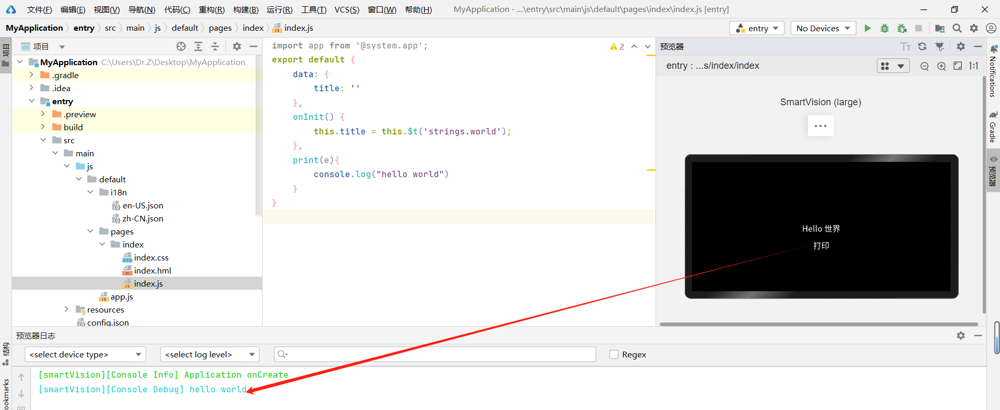 文件(F) 编辑(E) 视图(V) 导航(N) 代码(C) 重构(R) 构建(B) 运行(R) 工具(T) VCS(S) 窗口(W) 帮助(H) MyApplication - ...\entry\src\main\js\default\pages\index\index.js [entry]
MyApplication entry src main js default pages index index.js entry No Devices
项目
项目
MyApplication C:\Users\Dr.Z\Desktop\MyApplication
.gradle
.idea
entry
.preview
build
src
main
js
default
i18n
en-US.json
zh-CN.json
pages
index
index.css
index.hml
index.js
app.js
resources
config.json
import app from '@system.app';
export default {
data: {
title: ''
},
onInit() {
this.title = this.$t('strings.world');
},
print(e){
console.log("hello world")
}
}
2
预览器
entry : ...s/index/index
1:1
SmartVision (large)
Hello 世界
打印
Notifications
Gradle
预览器
预览器日志
<select device type> <select log level> Regex
[smartVision][Console Info] Application onCreate
[smartVision][Console Debug] hello world
结构
ookmarks